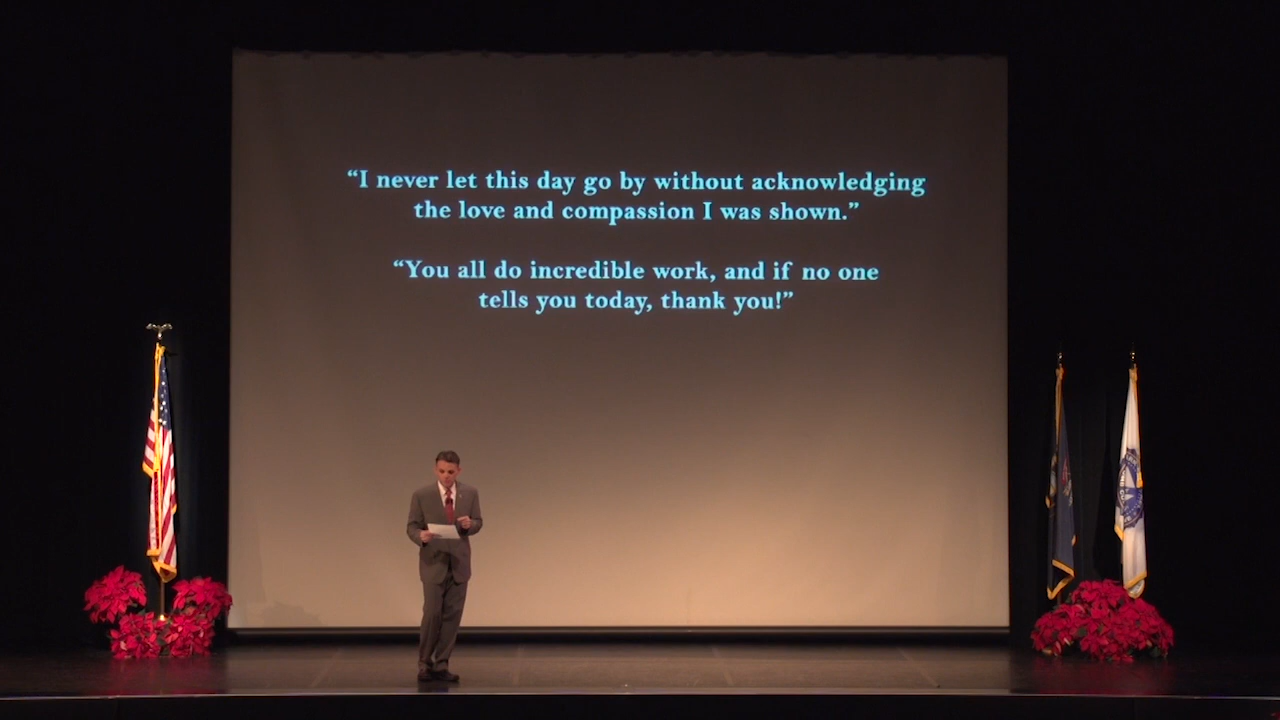 “I never let this day go by without acknowledging
the love and compassion I was shown.”
“You all do incredible work, and if no one
tells you today, thank you!”